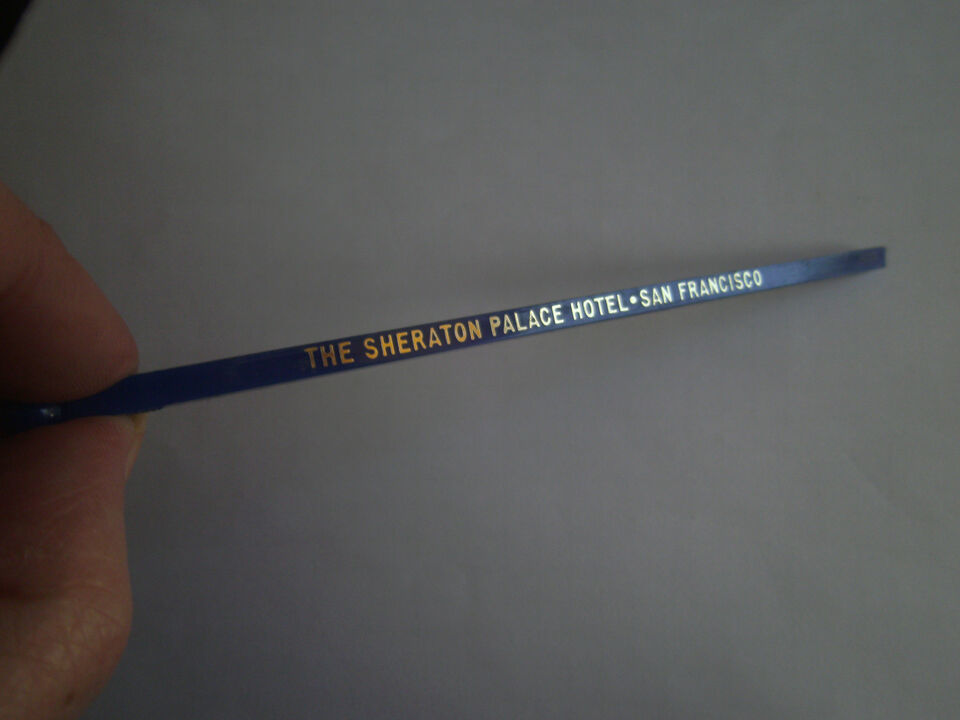 THE SHERATON PALACE HOTEL•SAN FRANCISCO